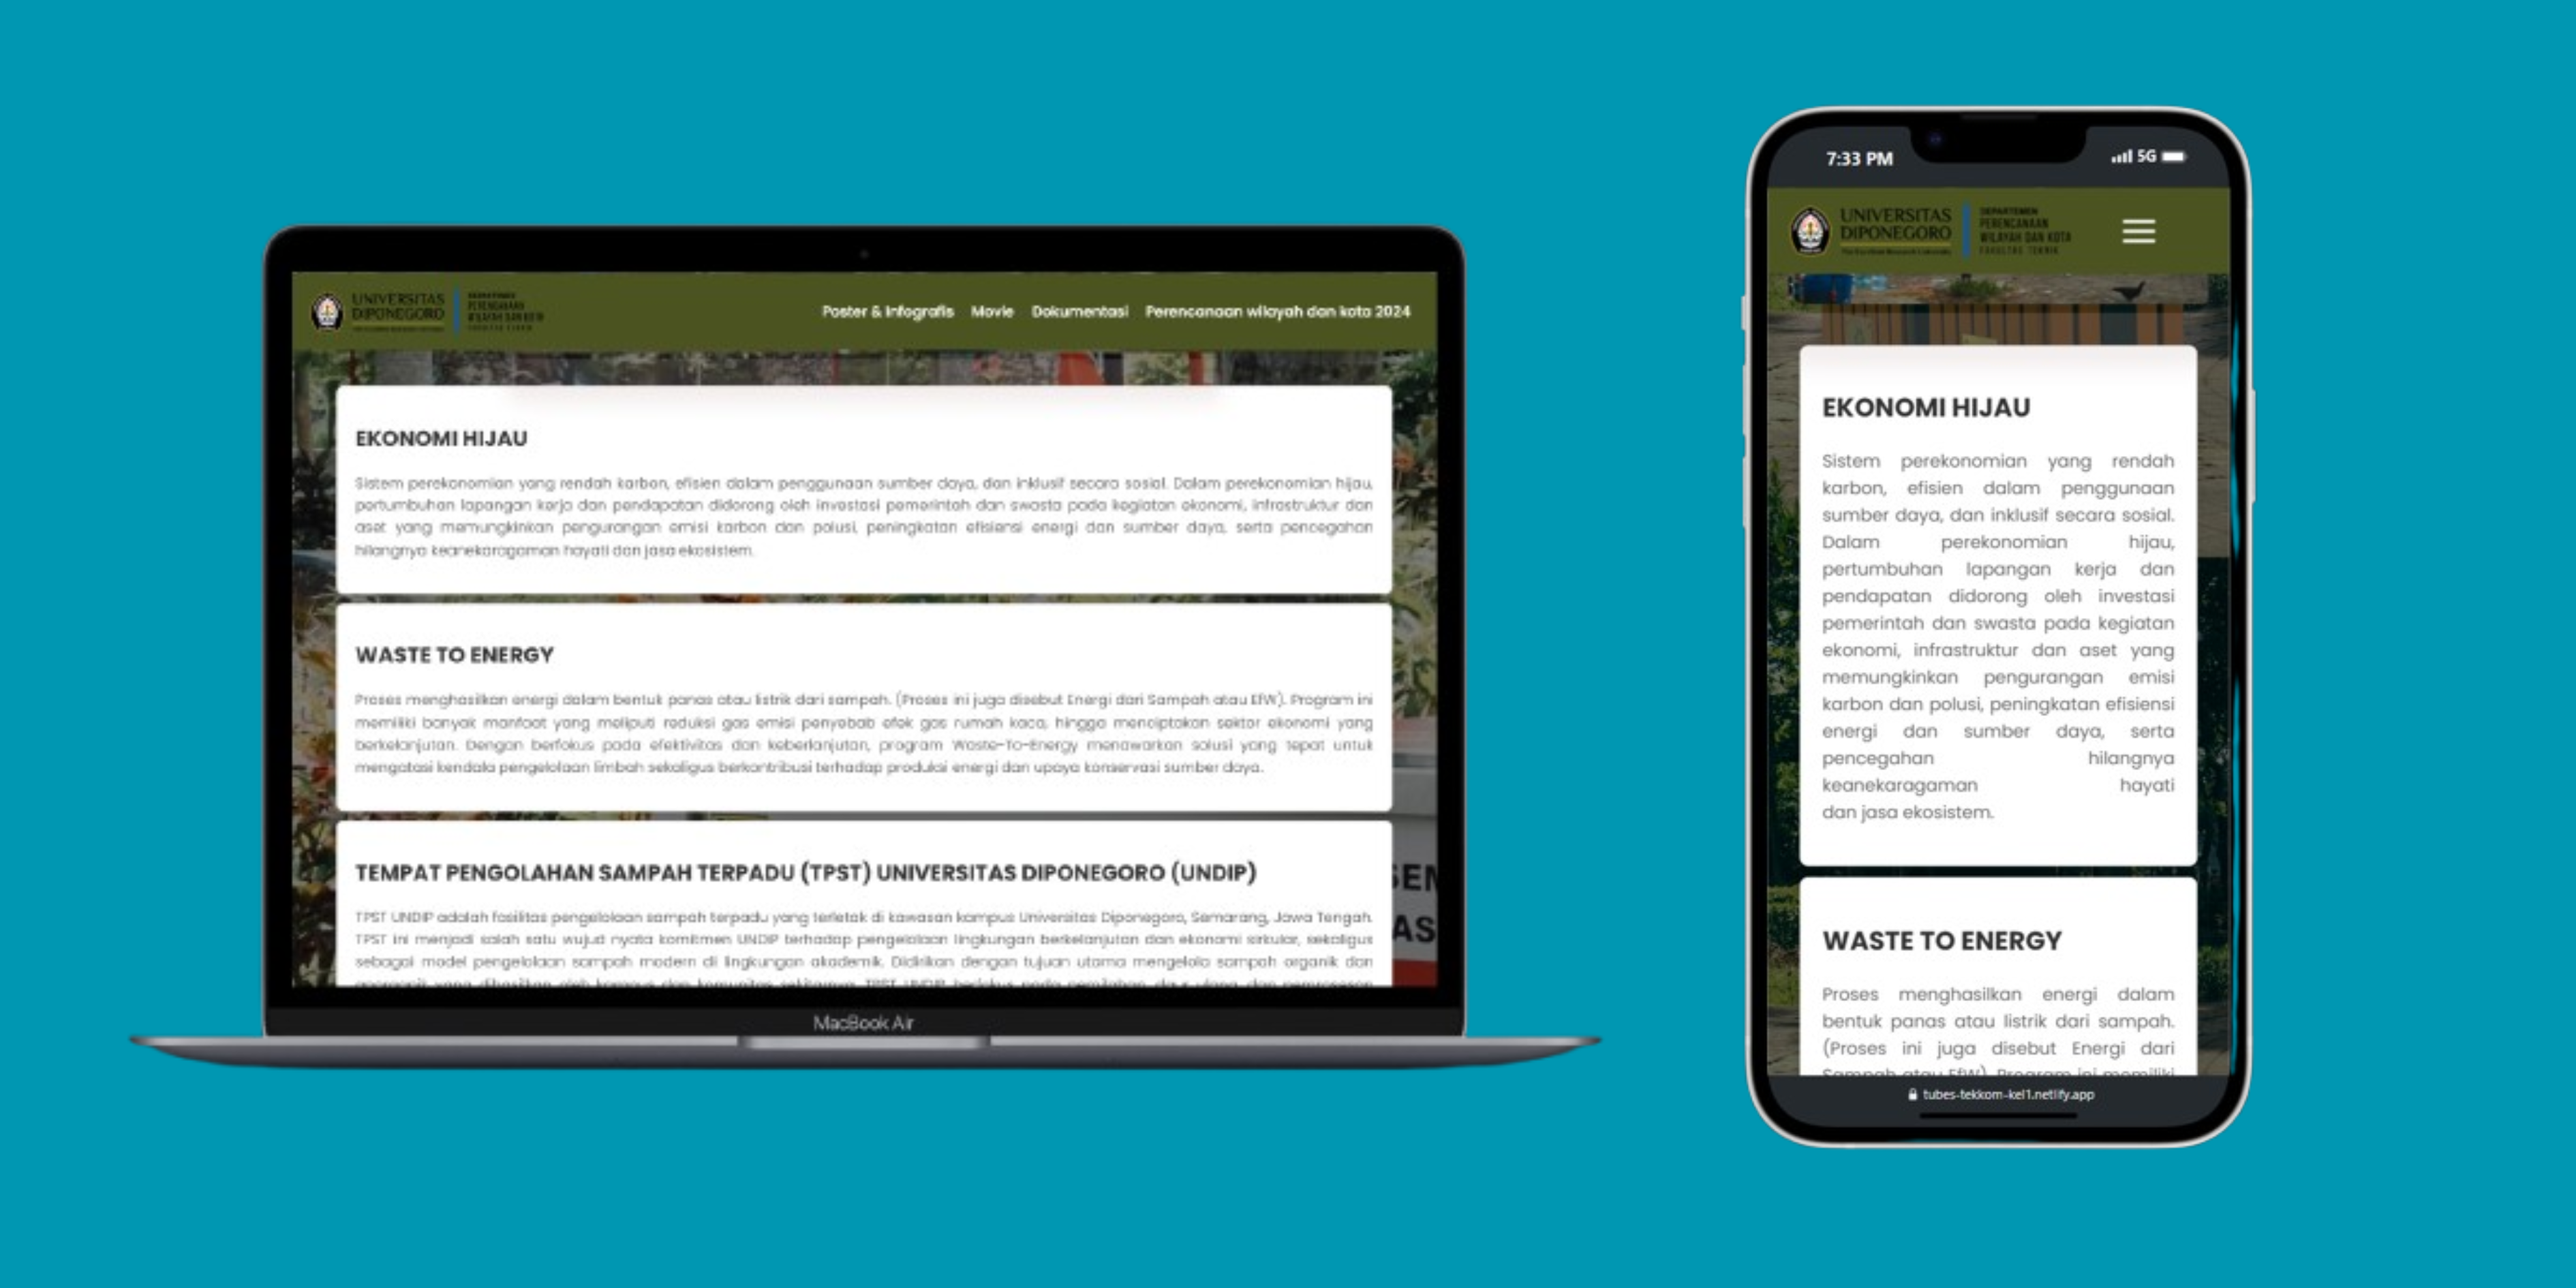 UNIVERSITAS
DIPONEGORO
Poster & Infografis Movie Dokumentasi Perencanaan wilayah dan kota 2024
EKONOMI HIJAU
Sistem perekonomian yang rendah karbon, efisien dalam penggunaan sumber daya, dan inklusif secara sosial. Dalam perekonomian hijau,
pertumbuhan lapangan kerja dan pendapatan didorong oleh investasi pemerintah dan swasta pada kegiatan ekonomi, infrastruktur dan
aset yang memungkinkan pengurangan emisi karbon dan polusi, peningkatan efisiensi energi dan sumber daya, serta pencegahan
hilangnya keanekaragaman hayati dan jasa ekosistem.
WASTE TO ENERGY
Proses menghasilkan energi dalam bentuk panas atau listrik dari sampah. (Proses ini juga disebut Energi dari Sampah atau EfW). Program ini
memiliki banyak manfaat yang meliputi reduksi gas emisi penyebab efek gas rumah kaca, hingga menciptakan sektor ekonomi yang
berkelanjutan. Dengan berfokus pada efektivitas dan keberlanjutan, program Waste-To-Energy menawarkan solusi yang tepat untuk
mengatasi kendala pengelolaan limbah sekaligus berkontribusi terhadap produksi energi dan upaya konservasi sumber daya.
TEMPAT PENGOLAHAN SAMPAH TERPADU (TPST) UNIVERSITAS DIPONEGORO (UNDIP)
TPST UNDIP adalah fasilitas pengelolaan sampah terpadu yang terletak di kawasan kampus Universitas Diponegoro, Semarang, Jawa Tengah.
TPST ini menjadi salah satu wujud nyata komitmen UNDIP terhadap pengelolaan lingkungan berkelanjutan dan ekonomi sirkular, sekaligus
sebagai model pengelolaan sampah modern di lingkungan akademik. Didirikan dengan tujuan utama mengelola sampah organik dan
SEM
AS
MacBook Air
7:33 PM
5G
UNIVERSITAS
DIPONEGORO
DEPARTEMEN
PERENCANAAN
WILAYAH DAN KOTA
FAKULTAS TEKNIK
EKONOMI HIJAU
Sistem perekonomian yang rendah
karbon, efisien dalam penggunaan
sumber daya, dan inklusif secara sosial.
Dalam perekonomian hijau,
pertumbuhan lapangan kerja dan
pendapatan didorong oleh investasi
pemerintah dan swasta pada kegiatan
ekonomi, infrastruktur dan aset yang
memungkinkan pengurangan emisi
karbon dan polusi, peningkatan efisiensi
energi dan sumber daya, serta
pencegahan hilangnya
keanekaragaman hayati
dan jasa ekosistem.
WASTE TO ENERGY
Proses menghasilkan energi dalam
bentuk panas atau listrik dari sampah.
(Proses ini juga disebut Energi dari
Sampah atau EfW). Program ini memiliki
tubes-tekkom-kel1.netlify.app